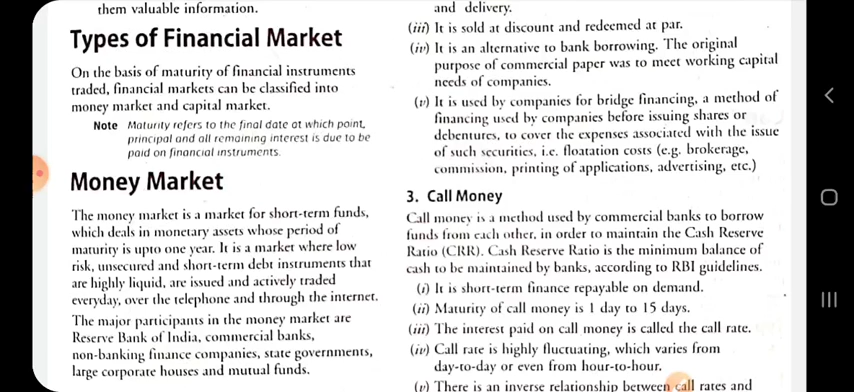 them valuable information.
Types of Financial Market
On the basis of maturity of financial instruments
traded, financial markets can be classified into
money market and capital market.
Note Maturity refers to the final date at which point,
principal and all remaining interest is due to be
paid on financial instruments.
Money Market
The money market is a market for short-term funds,
which deals in monetary assets whose period of
maturity is upto one year. It is a market where low
risk, unsecured and short-term debt instruments that
are highly liquid, are issued and actively traded
everyday, over the telephone and through the internet.
The major participants in the money market are
Reserve Bank of India, commercial banks,
non-banking finance companies, state governments,
large corporate houses and mutual funds.
and delivery.
(iii) It is sold at discount and redeemed at par.
(iv) It is an alternative to bank borrowing. The original
purpose of commercial paper was to meet working capital
needs of companies.
(v) It is used by companies for bridge financing, a method of
financing used by companies before issuing shares or
debentures, to cover the expenses associated with the issue
of such securities, i.e. floatation costs (e.g. brokerage,
commission, printing of applications, advertising, etc.)
3. Call Money
Call money is a method used by commercial banks to borrow
funds from each other, in order to maintain the Cash Reserve
Ratio (CRR). Cash Reserve Ratio is the minimum balance of
cash to be maintained by banks, according to RBI guidelines.
(i) It is short-term finance repayable on demand.
(ii) Maturity of call money is 1 day to 15 days.
(iii) The interest paid on call money is called the call rate.
(iv) Call rate is highly fluctuating, which varies from
day-to-day or even from hour-to-hour.
(v) There is an inverse relationship between call rates and